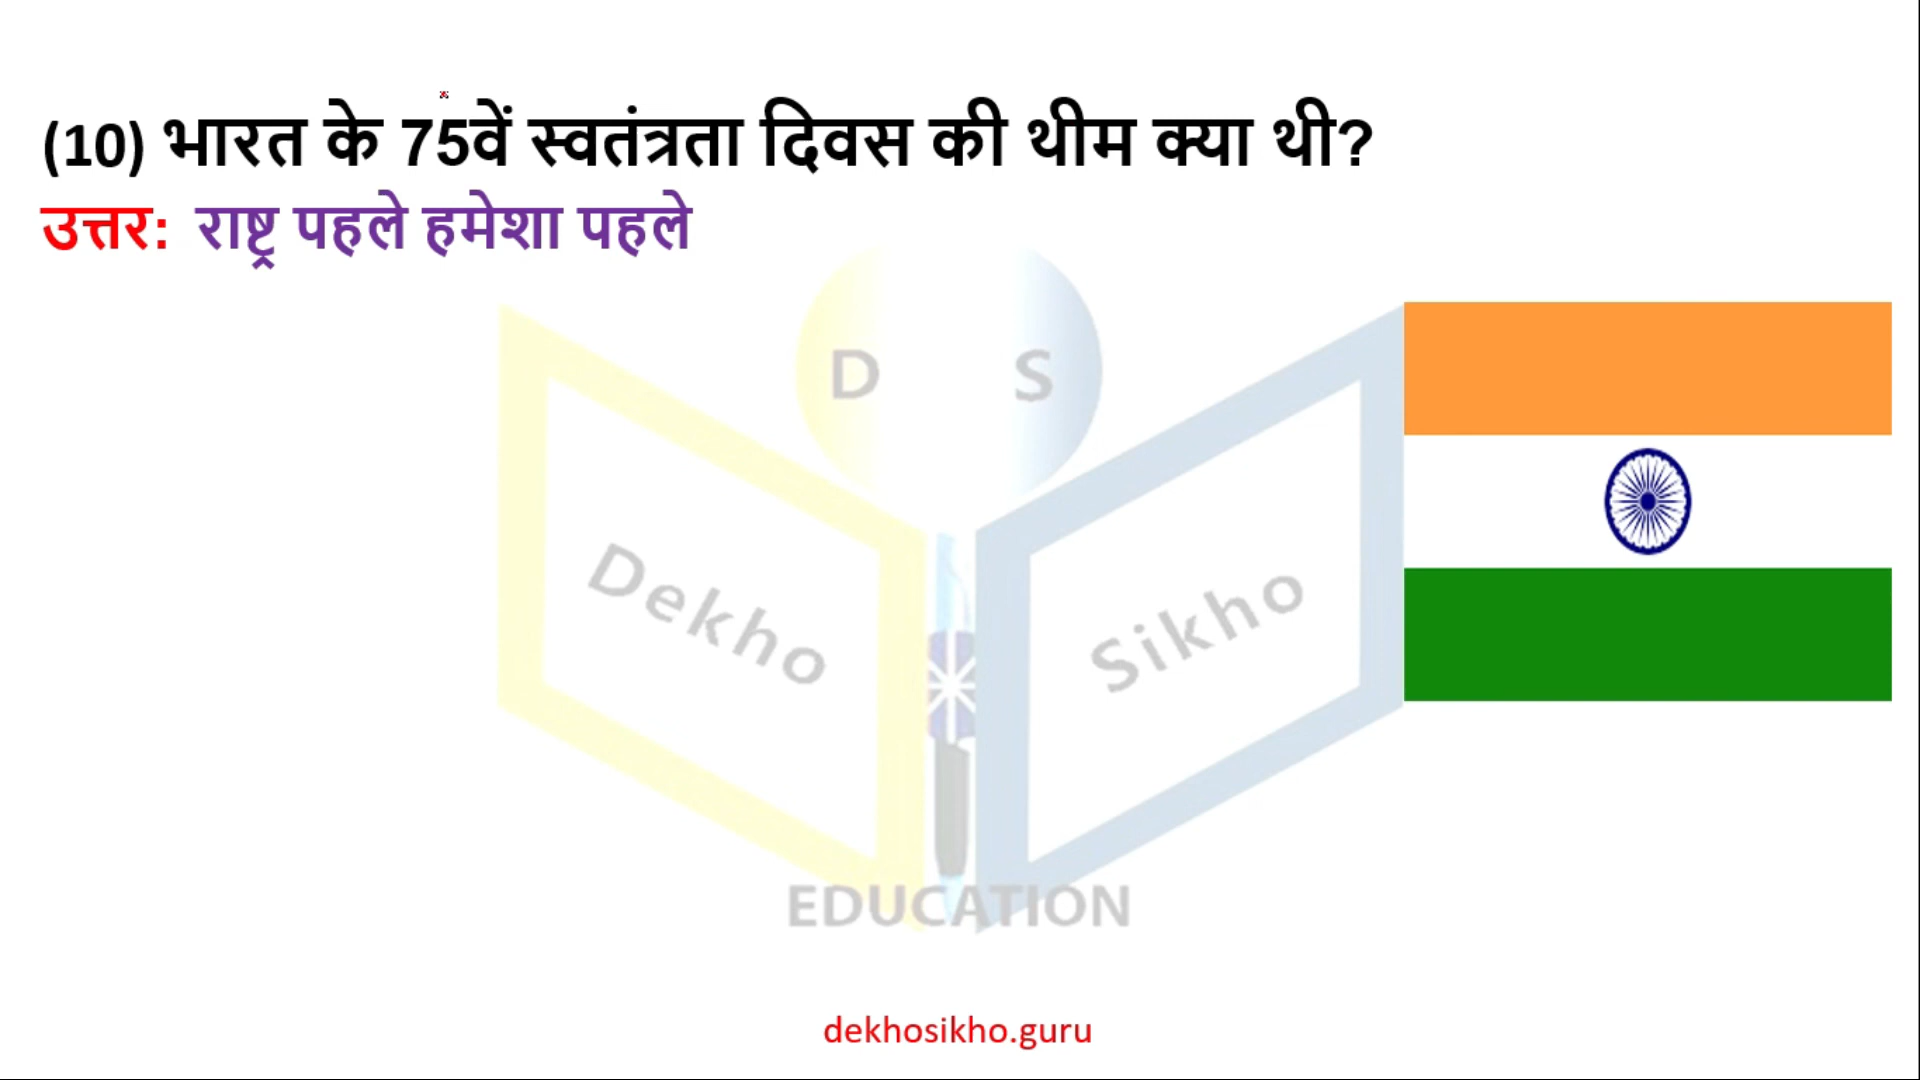 (10) भारत के 75वें स्वतंत्रता दिवस की थीम क्या थी?
उत्तर: राष्ट्र पहले हमेशा पहले
D S
Dekho Sikho
EDUCATION
dekhosikho.guru